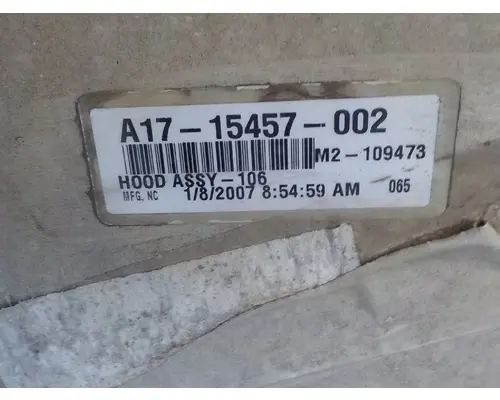 A17-15457-002
M2-109473
HOOD ASSY-106
MFG. NC 1/8/2007 8:54:59 AM 065